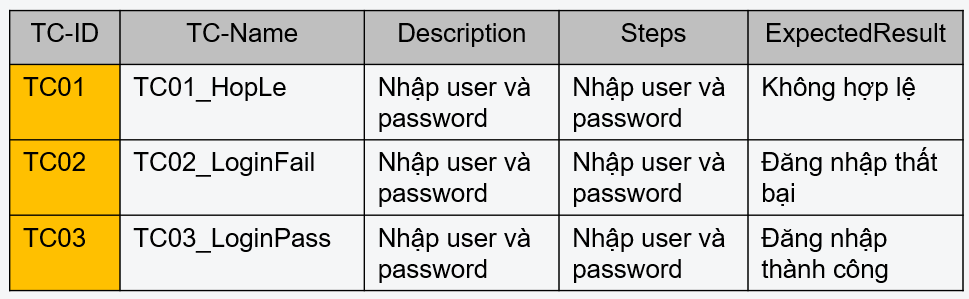 TC-ID TC-Name Description Steps ExpectedResult
TC01 TC01_HopLe Nhập user và Nhập user và Không hợp lệ
password password
TC02 TC02_LoginFail Nhập user và Nhập user và Đăng nhập thất
password password bại
TC03 TC03_LoginPass Nhập user và Nhập user và Đăng nhập
password password thành công